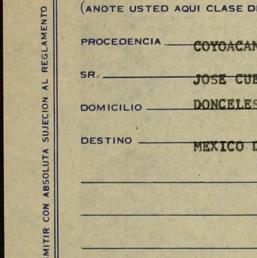 (ANOTE USTED AQUI CLASE D
PROCEDENCIA COYOACAN
SR. JOSE CUE
DOMICILIO DONCELES
DESTINO MEXICO D
MITIR CON ABSOLUTA SUJECION AL REGLAMENTO